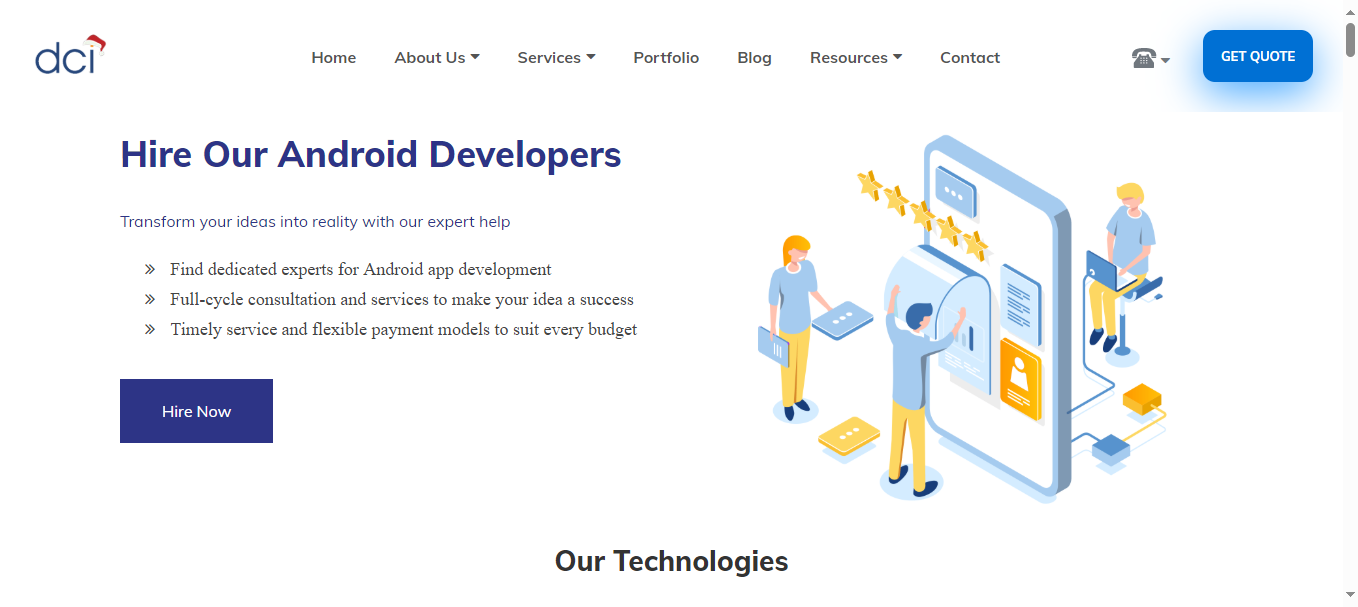 dci
Home About Us Services Portfolio Blog Resources Contact
GET QUOTE
Hire Our Android Developers
Transform your ideas into reality with our expert help
Find dedicated experts for Android app development
Full-cycle consultation and services to make your idea a success
Timely service and flexible payment models to suit every budget
Hire Now
Our Technologies